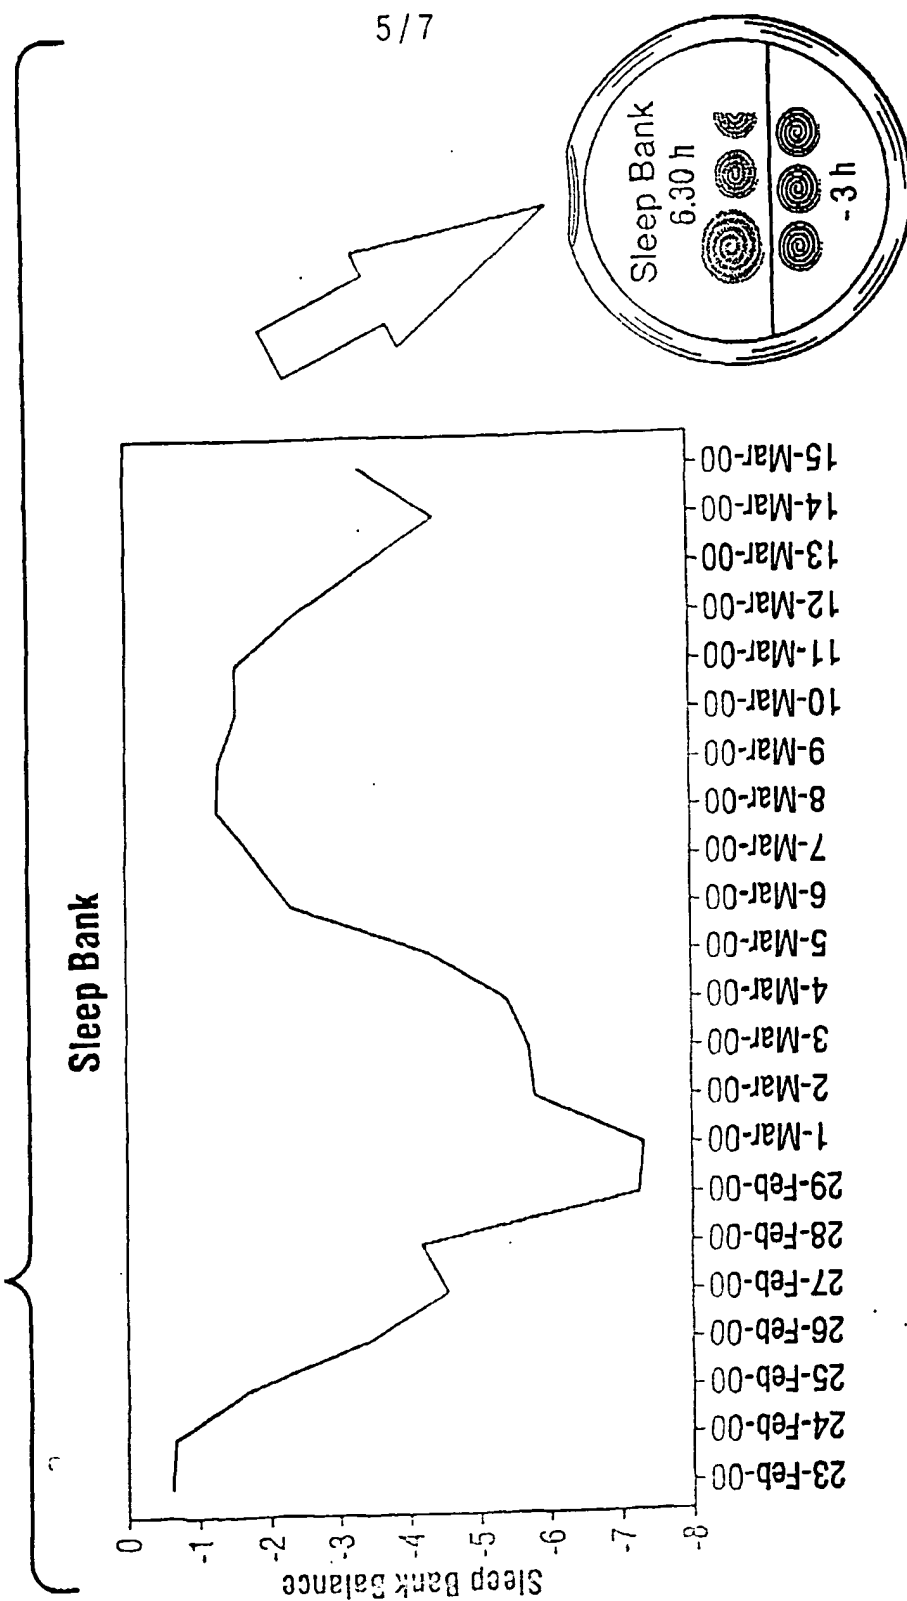 5/7
Sleep Bank
Sleep Bank Balance
0
-1
-2
-3
-4
-5
-6
-7
-8
23-Feb-00
24-Feb-00
25-Feb-00
26-Feb-00
27-Feb-00
28-Feb-00
29-Feb-00
1-Mar-00
2-Mar-00
3-Mar-00
4-Mar-00
5-Mar-00
6-Mar-00
7-Mar-00
8-Mar-00
9-Mar-00
10-Mar-00
11-Mar-00
12-Mar-00
13-Mar-00
14-Mar-00
15-Mar-00
Sleep Bank
6.30 h
-3 h